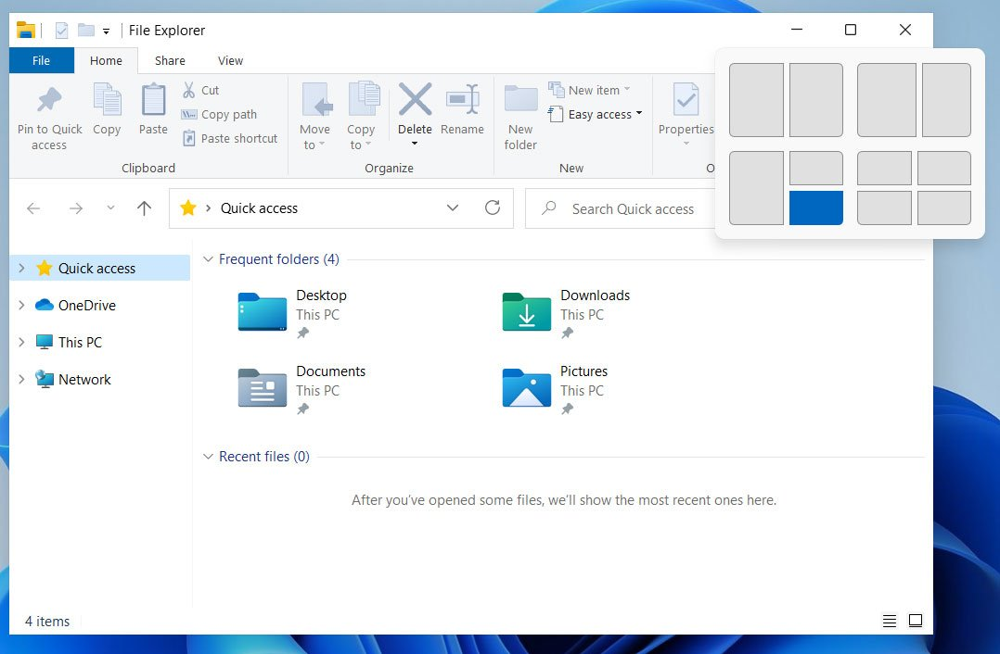 File Explorer
File
Home
Share
View
Pin to Quick
access
Copy
Paste
Cut
Copy path
Paste shortcut
Clipboard
Move
to
Copy
to
Delete
Rename
Organize
New
folder
New item
Easy access
New
Properties
O
Quick access
Search Quick access
Quick access
OneDrive
This PC
Network
Frequent folders (4)
Desktop
This PC
Downloads
This PC
Documents
This PC
Pictures
This PC
Recent files (0)
After you’ve opened some files, we’ll show the most recent ones here.
4 items